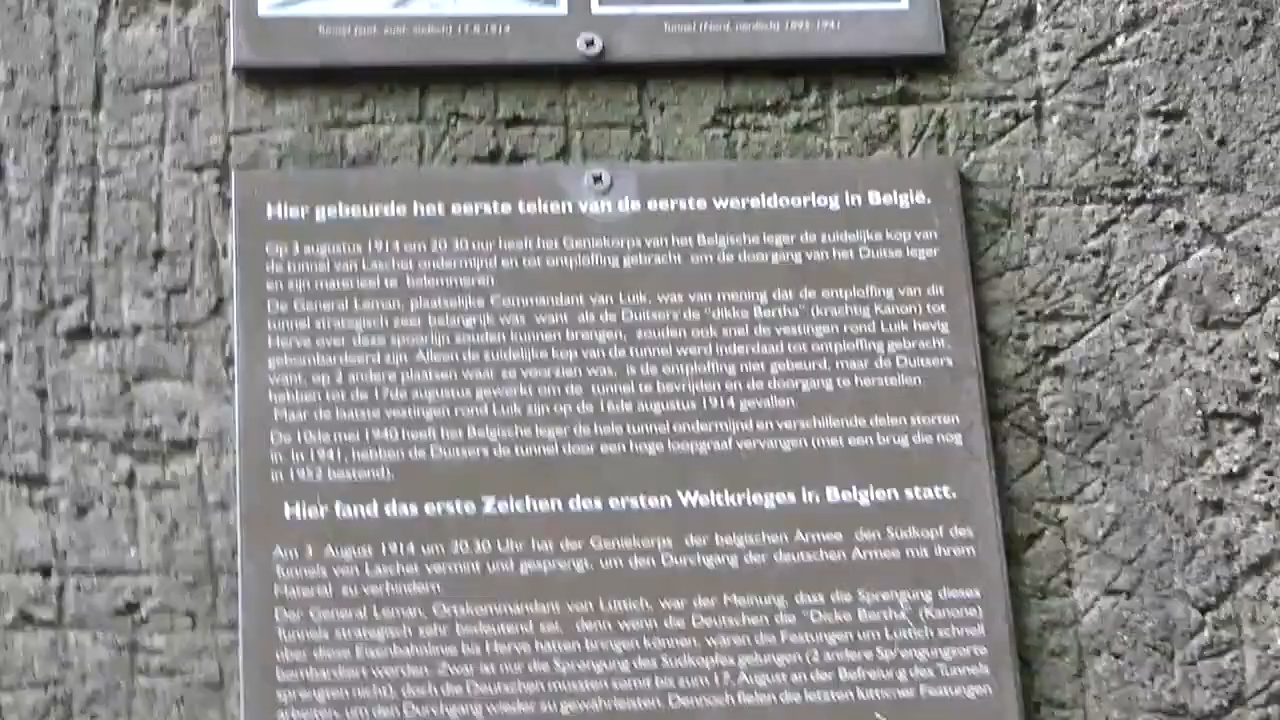 Tunnel (sud, zuid, südlich) 17.8.1914
Tunnel (Nord, nördlich) 1893-1941
Hier gebeurde het eerste teken van de eerste wereldoorlog in België.
Op 3 augustus 1914 om 20.30 uur heeft het Geniekorps van het Belgische leger de zuidelijke kop van
de tunnel van Laschet ondermijnd en tot ontploffing gebracht om de doorgang van het Duitse leger
en zijn materieel te belemmeren.
De General Leman, plaatselijke Commandant van Luik, was van mening dat de ontploffing van dit
tunnel strategisch zeer belangrijk was want als de Duitsers de "dikke Bertha" (krachtig Kanon) tot
Herve over deze spoorlijn zouden kunnen brengen, zouden ook snel de vestingen rond Luik hevig
gebombardeerd zijn. Alleen de zuidelijke kop van de tunnel werd inderdaad tot ontploffing gebracht,
want, op 2 andere plaatsen waar ze voorzien was, is de ontploffing niet gebeurd, maar de Duitsers
hebben tot de 17de augustus gewerkt om de tunnel te bevrijden en de doorgang te herstellen.
Maar de laatste vestingen rond Luik zijn op de 16de augustus 1914 gevallen.
De 10de mei 1940 heeft het Belgische leger de hele tunnel ondermijnd en verschillende delen stortten
in. In 1941, hebben de Duitsers de tunnel door een hoge loopgraaf vervangen (met een brug die nog
in 1952 bestond).
Hier fand das erste Zeichen des ersten Weltkrieges in Belgien statt.
Am 3. August 1914 um 20.30 Uhr hat der Geniekorps der belgischen Armee den Südkopf des
Tunnels von Laschet vermint und gesprengt, um den Durchgang der deutschen Armee mit ihrem
Material zu verhindern.
Der General Leman, Ortskommandant von Lüttich, war der Meinung, dass die Sprengung dieses
Tunnels strategisch sehr bedeutend sei, denn wenn die Deutschen die "Dicke Bertha" (Kanone)
über diese Eisenbahnlinie bis Herve hätten bringen können, wären die Festungen um Lüttich schnell
bombardiert worden. Zwar ist nur die Sprengung des Südkopfes gelungen (2 andere Sprengungsorte
sprengten nicht), doch die Deutschen mussten somit bis zum 17. August an der Befreiung des Tunnels
arbeiten, um den Durchgang wieder zu gewährleisten. Dennoch fielen die letzten Festungen